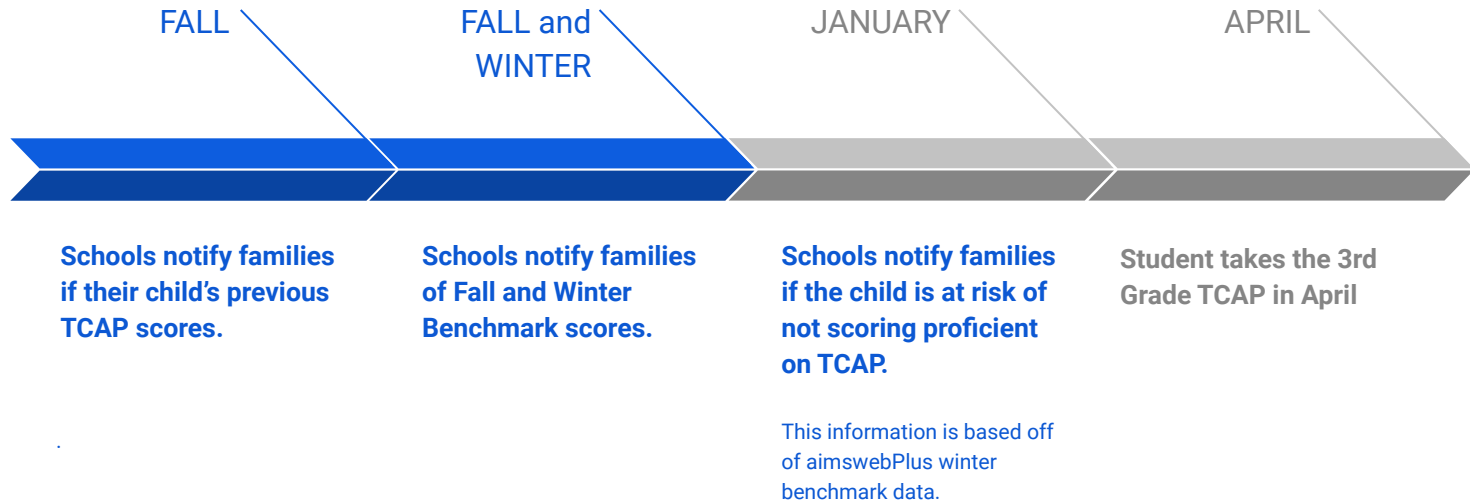 FALL
FALL and
WINTER
JANUARY
APRIL
Schools notify families
if their child’s previous
TCAP scores.
.
Schools notify families
of Fall and Winter
Benchmark scores.
Schools notify families
if the child is at risk of
not scoring proficient
on TCAP.
This information is based off
of aimswebPlus winter
benchmark data.
Student takes the 3rd
Grade TCAP in April